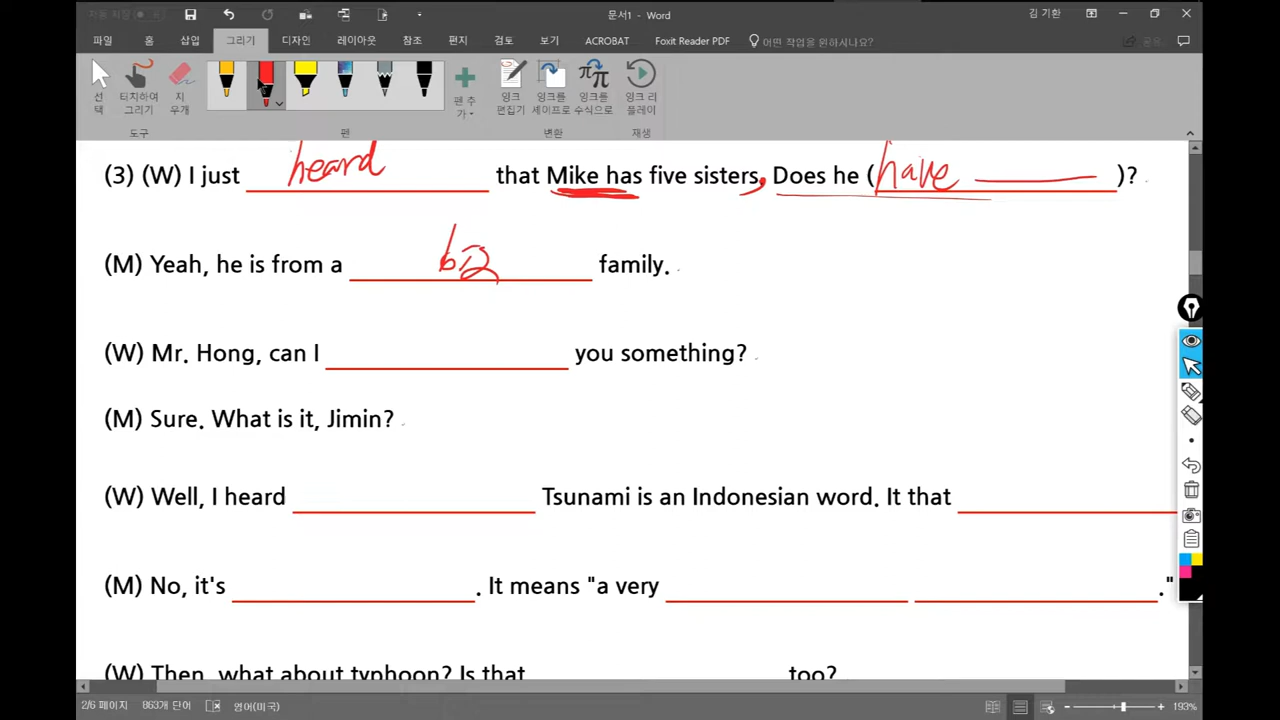 자동 저장
문서1 - Word
김 기환
파일 홈 삽입 그리기 디자인 레이아웃 참조 편지 검토 보기 ACROBAT Foxit Reader PDF 어떤 작업을 원하시나요? 공유
선택 터치하여 그리기 지우개 펜 추가 잉크 편집기 잉크를 셰이프로 잉크를 수식으로 잉크 리플레이
도구 펜 변환 재생
(3) (W) I just heard that Mike has five sisters, Does he (have )?
(M) Yeah, he is from a big family.
(W) Mr. Hong, can I you something?
(M) Sure. What is it, Jimin?
(W) Well, I heard Tsunami is an Indonesian word. It that
(M) No, it's . It means "a very ."
(W) Then, what about typhoon? Is that too?
2/6 페이지 863개 단어 영어(미국) 193%